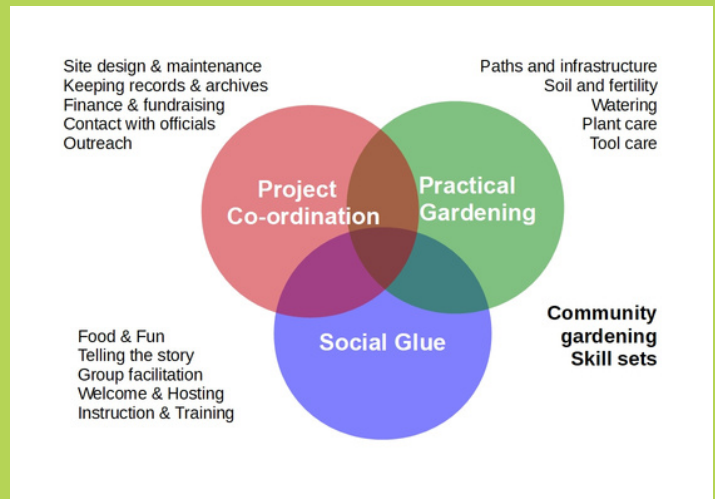 Site design & maintenance
Keeping records & archives
Finance & fundraising
Contact with officials
Outreach
Paths and infrastructure
Soil and fertility
Watering
Plant care
Tool care
Project
Co-ordination
Practical
Gardening
Social Glue
Food & Fun
Telling the story
Group facilitation
Welcome & Hosting
Instruction & Training
Community
gardening
Skill sets